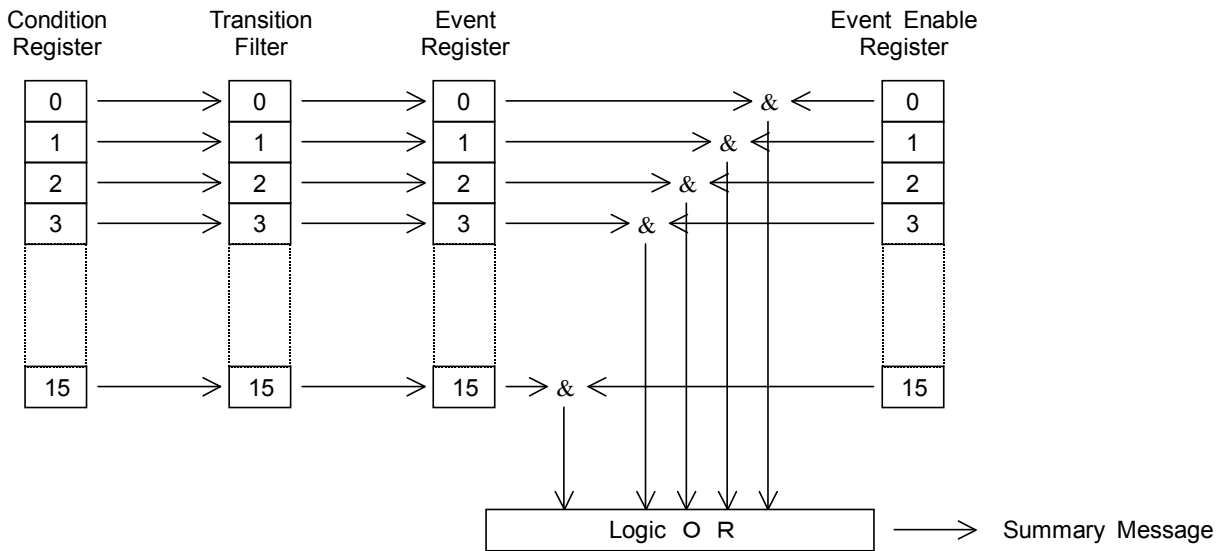 Condition Register
Transition Filter
Event Register
Event Enable Register
0 0 0 & 0
1 1 1 & 1
2 2 2 & 2
3 3 3 & 3
15 15 15 & 15
Logic O R
Summary Message